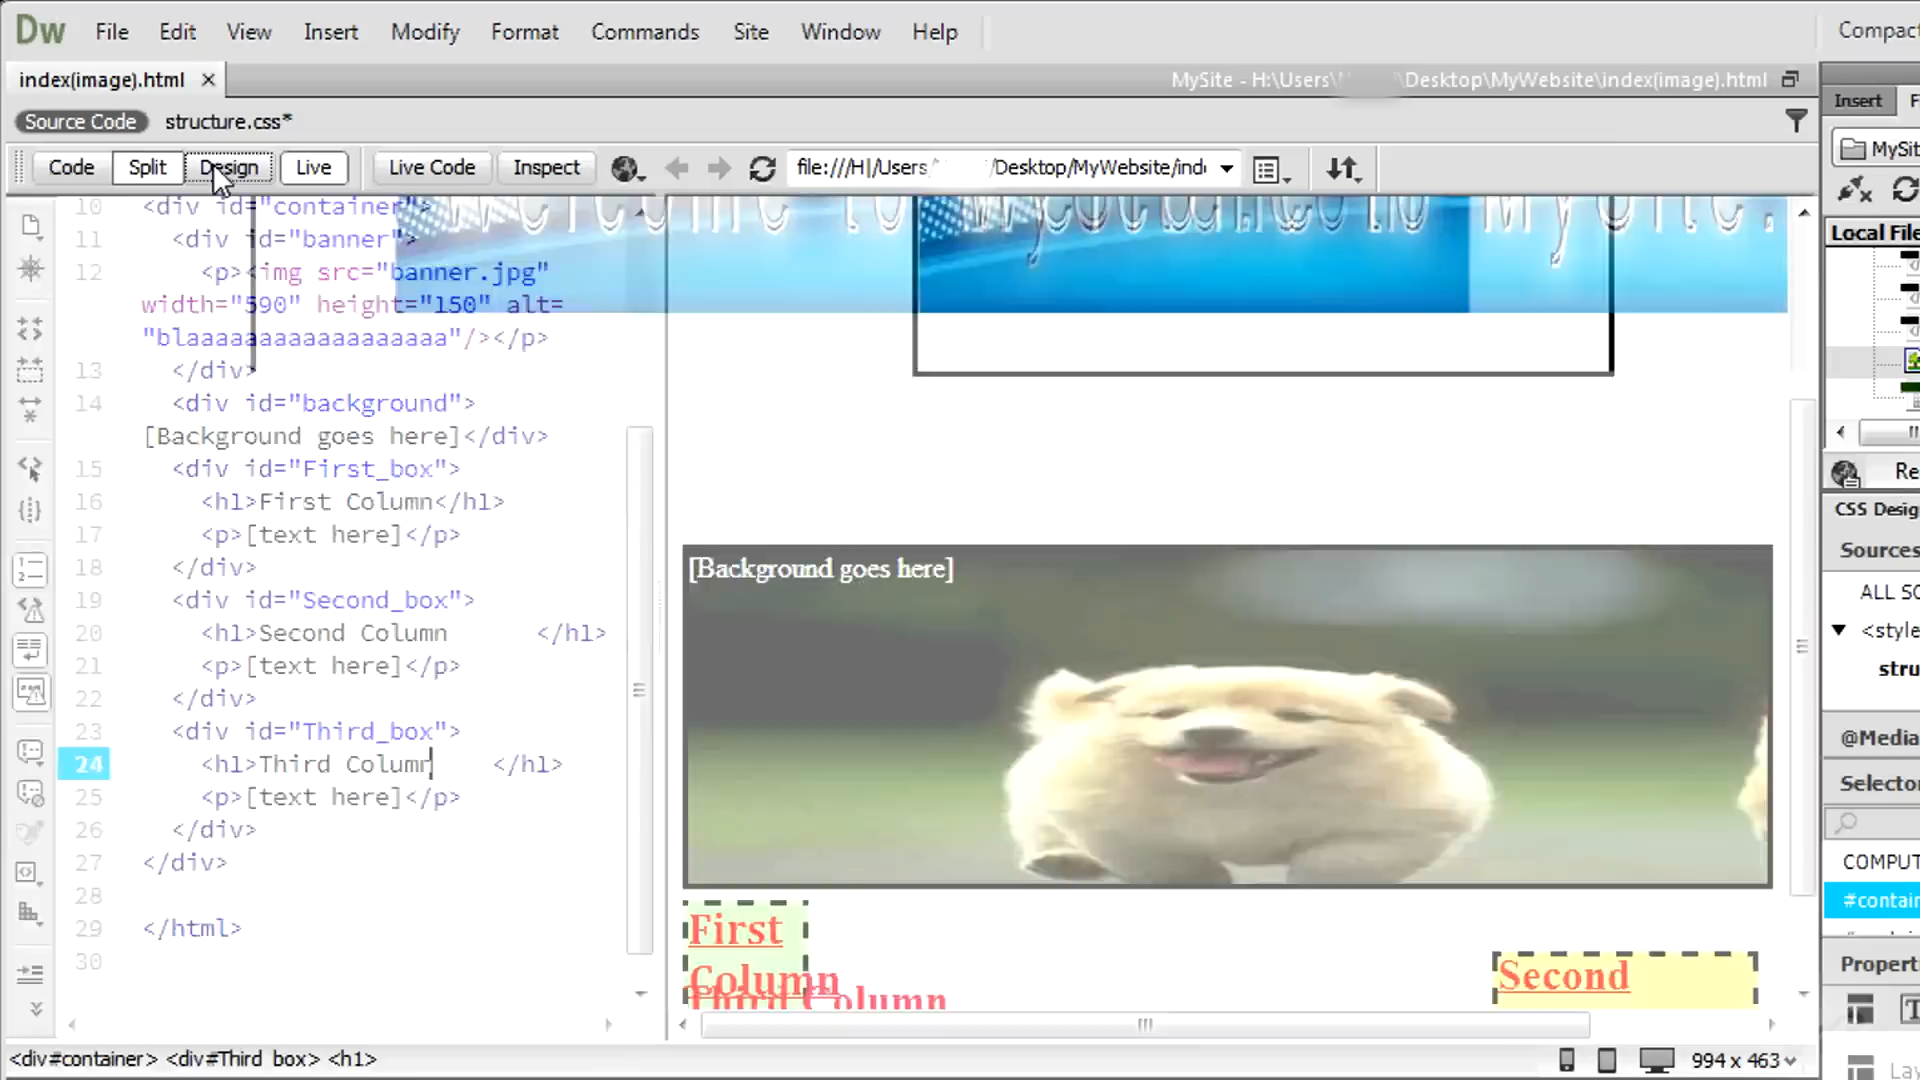 Dw File Edit View Insert Modify Format Commands Site Window Help Compact
index(image).html × MySite - H:\Users\ \Desktop\MyWebsite\index(image).html
Insert
Source Code structure.css*
Code Split Design Live Live Code Inspect file:///H|/Users/ /Desktop/MyWebsite/ind
MySit
Local File
10 <div id="container">
11 <div id="banner">
12 <p><img src="banner.jpg"
width="590" height="150" alt=
"blaaaaaaaaaaaaaaaaaa"/></p>
13 </div>
14 <div id="background">
[Background goes here]</div>
15 <div id="First_box">
16 <h1>First Column</h1>
17 <p>[text here]</p>
18 </div>
19 <div id="Second_box">
20 <h1>Second Column </h1>
21 <p>[text here]</p>
22 </div>
23 <div id="Third_box">
24 <h1>Third Column </h1>
25 <p>[text here]</p>
26 </div>
27 </div>
28
29 </html>
30
[Background goes here]
First
Column
Third Column
Second
Re
CSS Desig
Sources
ALL SO
<style
stru
@Media
Selector
COMPUT
#contain
Properti
Lay
<div#container> <div#Third_box> <h1> 994 x 463